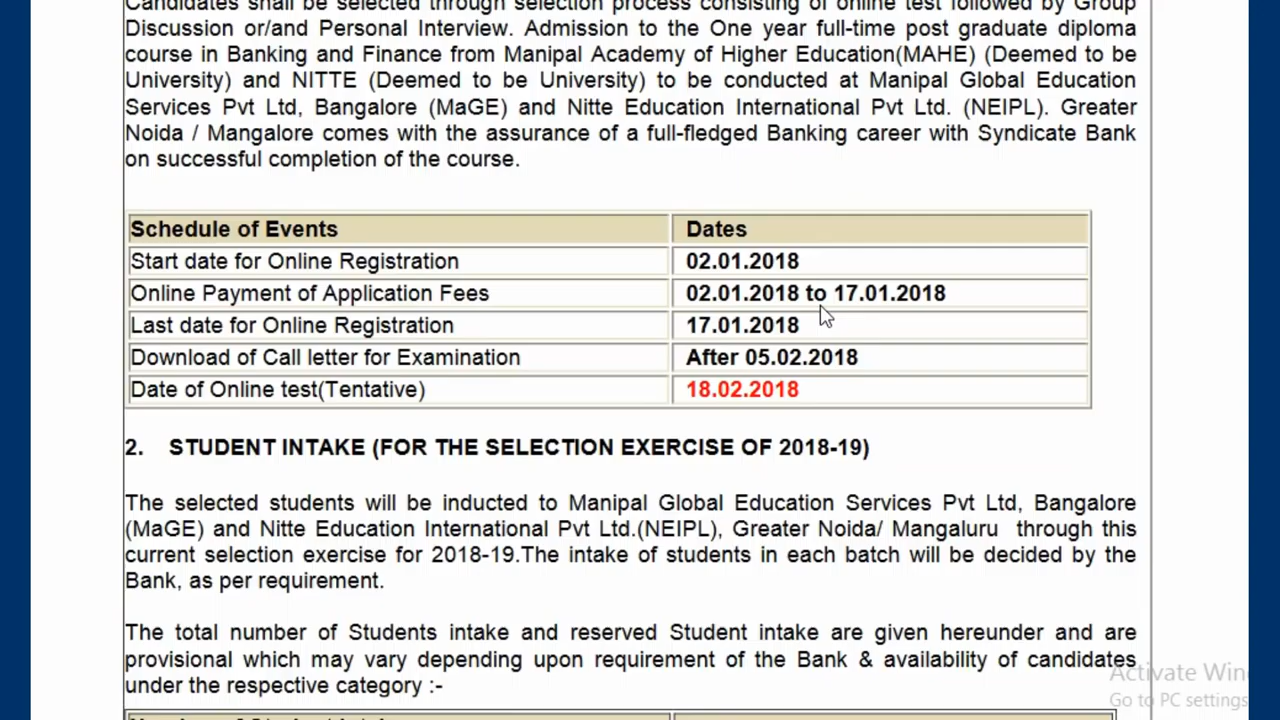 Candidates shall be selected through selection process consisting of online test followed by Group
Discussion or/and Personal Interview. Admission to the One year full-time post graduate diploma
course in Banking and Finance from Manipal Academy of Higher Education(MAHE) (Deemed to be
University) and NITTE (Deemed to be University) to be conducted at Manipal Global Education
Services Pvt Ltd, Bangalore (MaGE) and Nitte Education International Pvt Ltd. (NEIPL). Greater
Noida / Mangalore comes with the assurance of a full-fledged Banking career with Syndicate Bank
on successful completion of the course.
Schedule of Events Dates
Start date for Online Registration 02.01.2018
Online Payment of Application Fees 02.01.2018 to 17.01.2018
Last date for Online Registration 17.01.2018
Download of Call letter for Examination After 05.02.2018
Date of Online test(Tentative) 18.02.2018
2. STUDENT INTAKE (FOR THE SELECTION EXERCISE OF 2018-19)
The selected students will be inducted to Manipal Global Education Services Pvt Ltd, Bangalore
(MaGE) and Nitte Education International Pvt Ltd.(NEIPL), Greater Noida/ Mangaluru through this
current selection exercise for 2018-19.The intake of students in each batch will be decided by the
Bank, as per requirement.
The total number of Students intake and reserved Student intake are given hereunder and are
provisional which may vary depending upon requirement of the Bank & availability of candidates
under the respective category :-
Activate Win
Go to PC settings